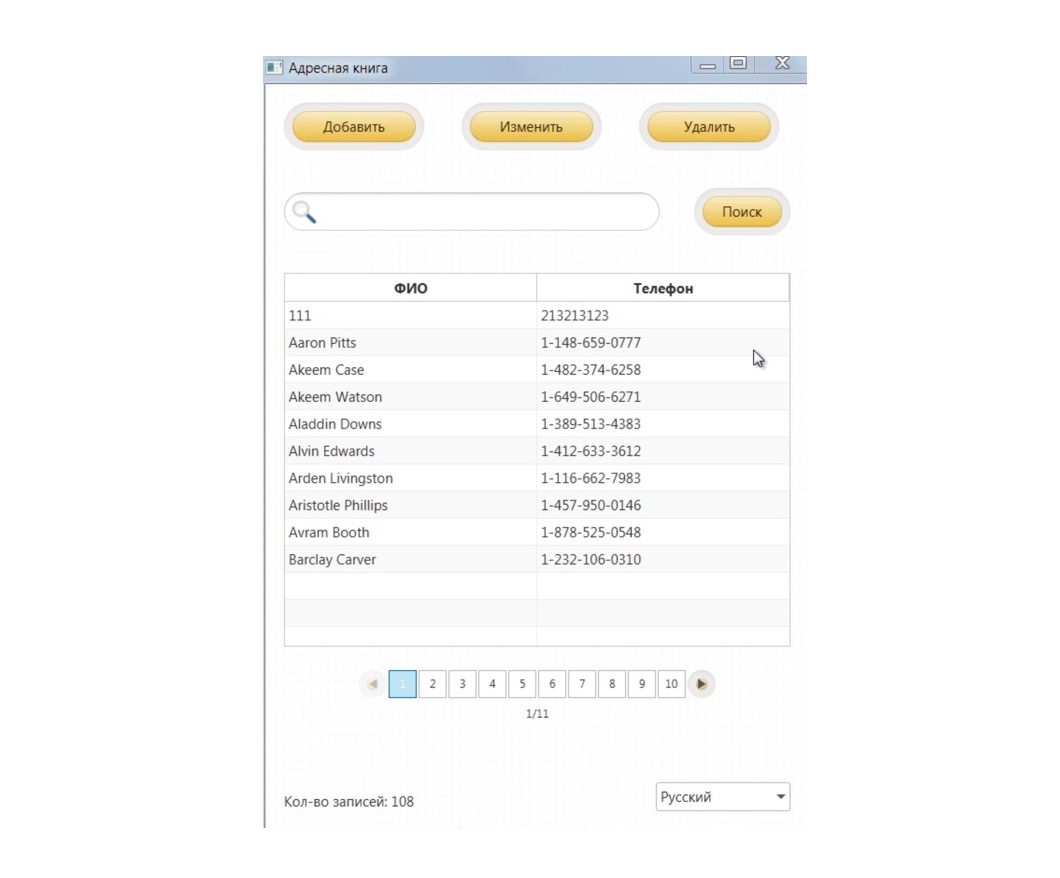 Адресная книга
Добавить Изменить Удалить
Поиск
ФИО Телефон
111 213213123
Aaron Pitts 1-148-659-0777
Akeem Case 1-482-374-6258
Akeem Watson 1-649-506-6271
Aladdin Downs 1-389-513-4383
Alvin Edwards 1-412-633-3612
Arden Livingston 1-116-662-7983
Aristotle Phillips 1-457-950-0146
Avram Booth 1-878-525-0548
Barclay Carver 1-232-106-0310
1 2 3 4 5 6 7 8 9 10
1/11
Кол-во записей: 108 Русский